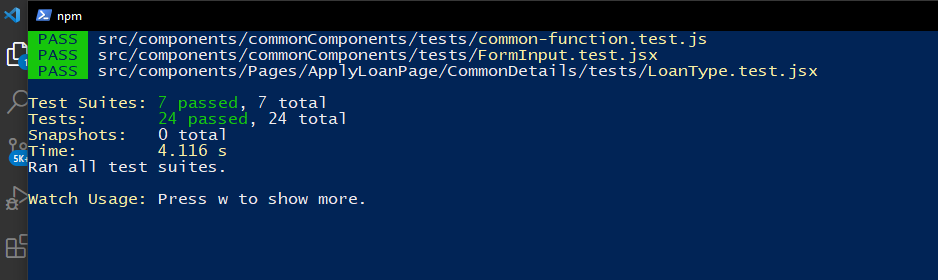 npm
PASS src/components/commonComponents/tests/common-function.test.js
PASS src/components/commonComponents/tests/FormInput.test.jsx
PASS src/components/Pages/ApplyLoanPage/CommonDetails/tests/LoanType.test.jsx
Test Suites: 7 passed, 7 total
Tests: 24 passed, 24 total
Snapshots: 0 total
Time: 4.116 s
Ran all test suites.
5K+
Watch Usage: Press w to show more.